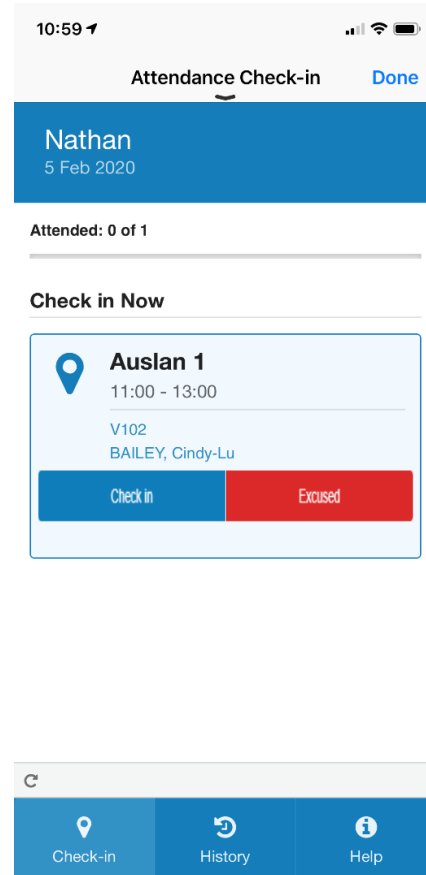 10:59
Attendance Check-in
Done
Nathan
5 Feb 2020
Attended: 0 of 1
Check in Now
Auslan 1
11:00 - 13:00
V102
BAILEY, Cindy-Lu
Check in
Excused
Check-in
History
Help